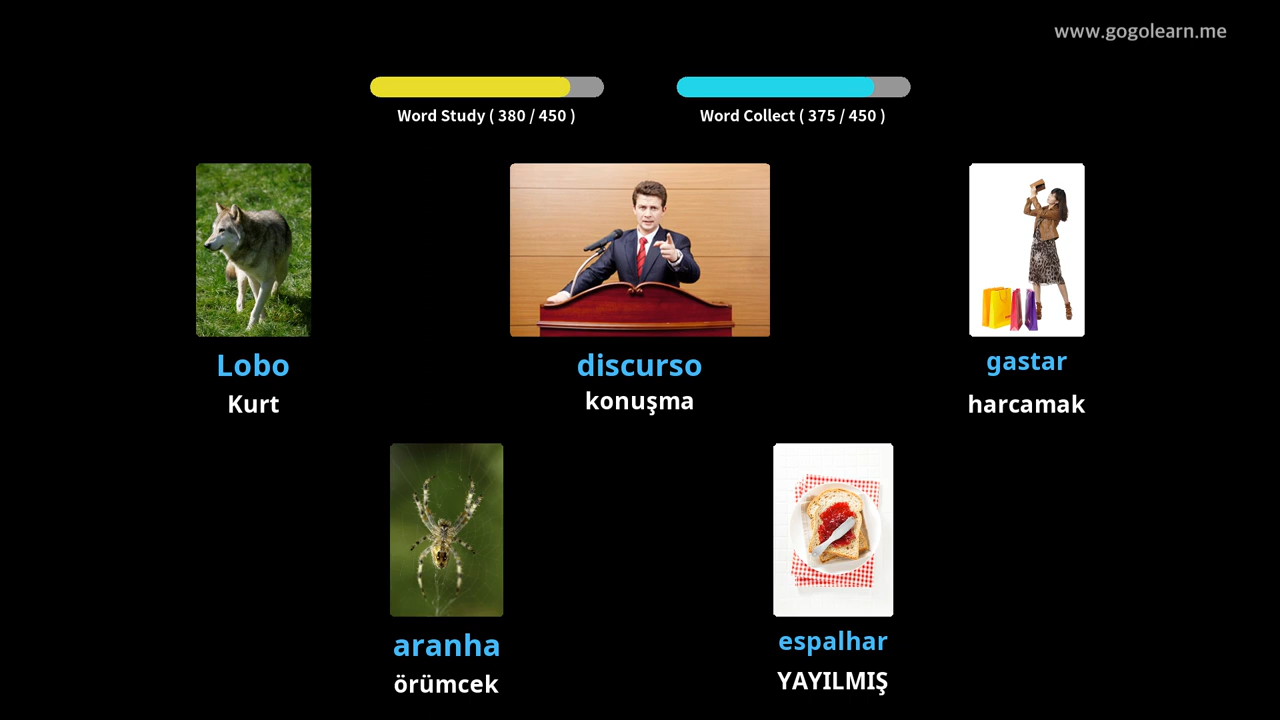 www.gogolearn.me
Word Study ( 380 / 450 )
Word Collect ( 375 / 450 )
Lobo
Kurt
discurso
konuşma
gastar
harcamak
aranha
örümcek
espalhar
YAYILMIŞ